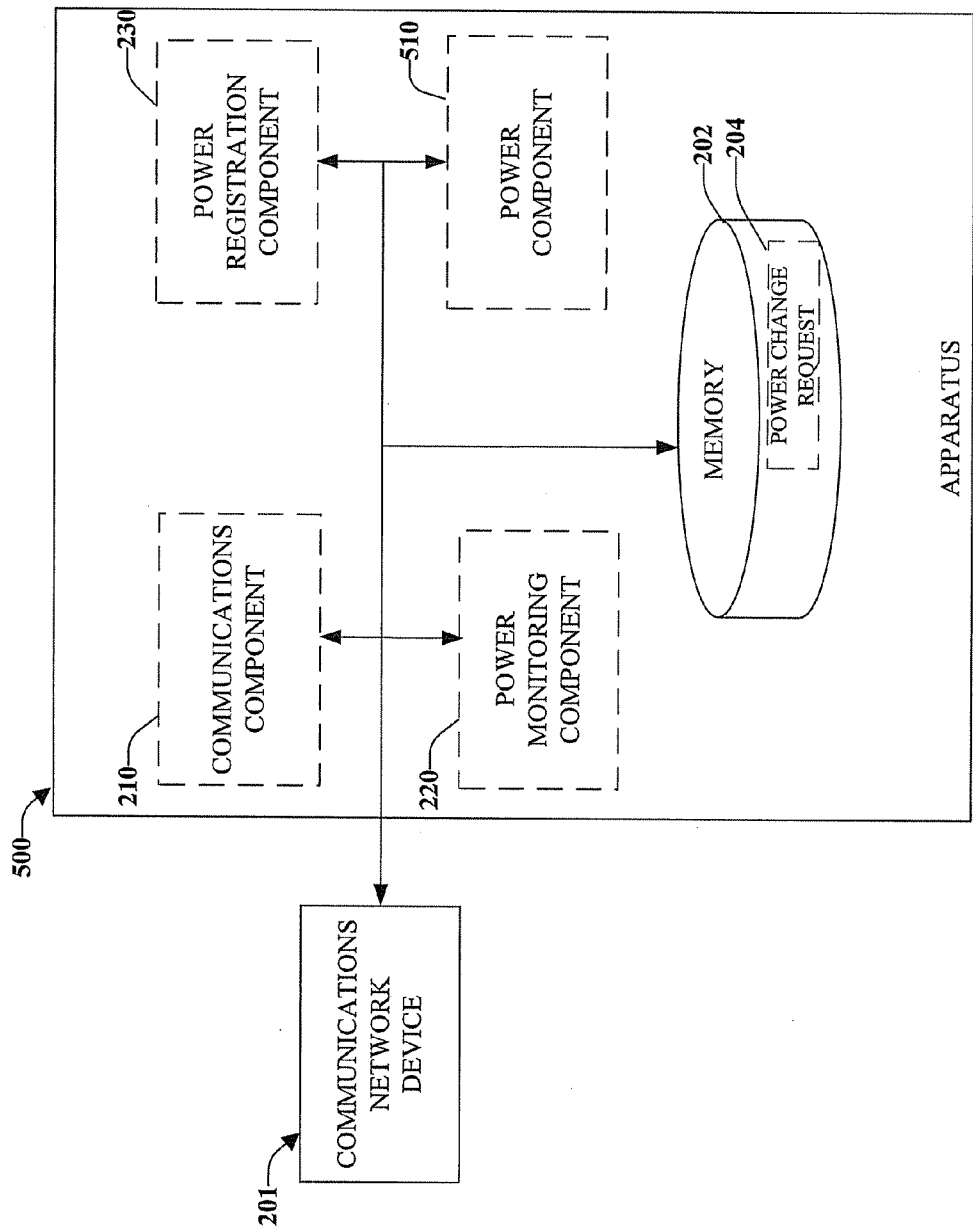 500
230
POWER
REGISTRATION
COMPONENT
510
POWER
COMPONENT
210
COMMUNICATIONS
COMPONENT
220
POWER
MONITORING
COMPONENT
202
204
MEMORY
POWER CHANGE
REQUEST
APPARATUS
201
COMMUNICATIONS
NETWORK
DEVICE